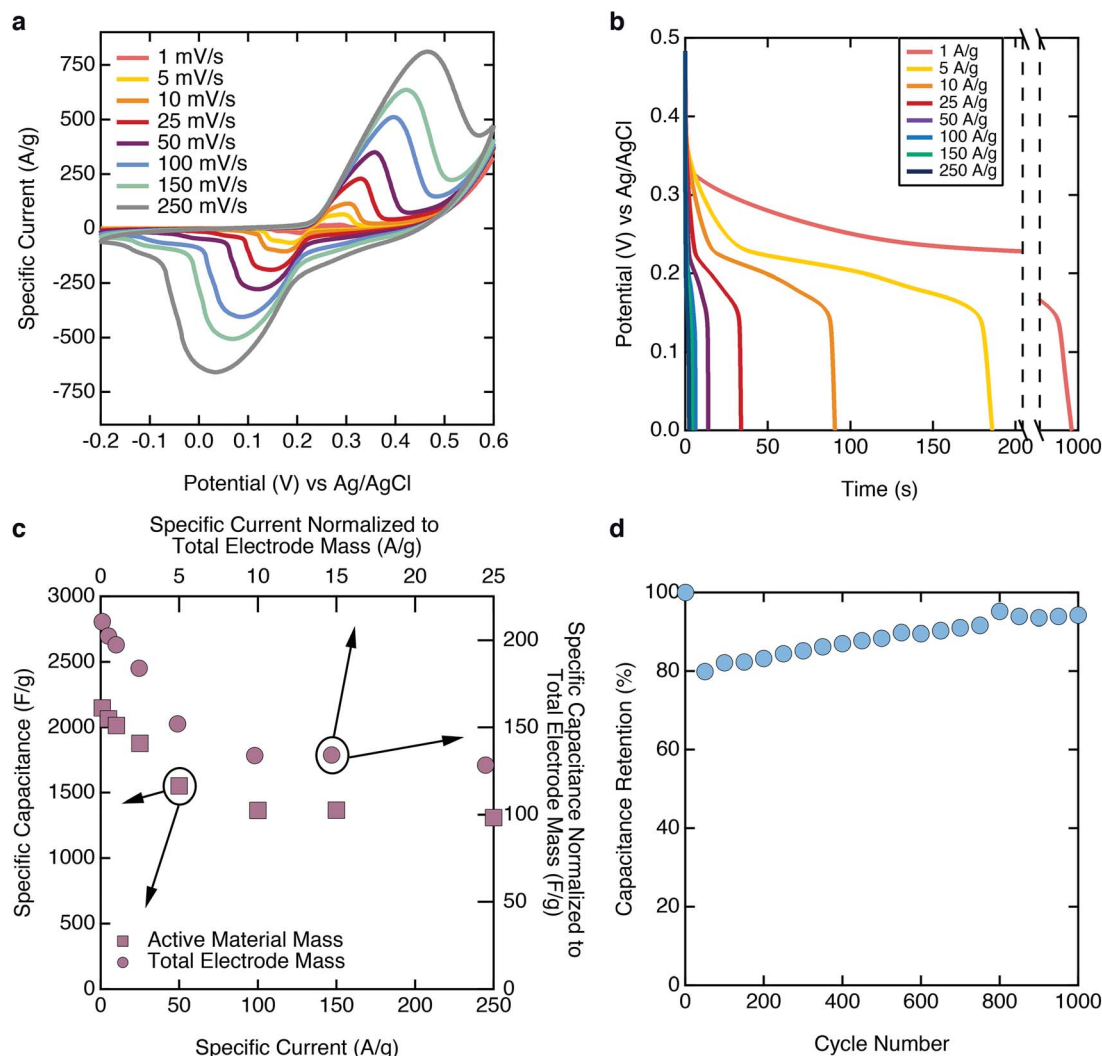 a
Specific Current (A/g)
750
500
250
0
-250
-500
-750
1 mV/s
5 mV/s
10 mV/s
25 mV/s
50 mV/s
100 mV/s
150 mV/s
250 mV/s
-0.2 -0.1 0.0 0.1 0.2 0.3 0.4 0.5 0.6
Potential (V) vs Ag/AgCl
b
Potential (V) vs Ag/AgCl
0.5
0.4
0.3
0.2
0.1
0.0
1 A/g
5 A/g
10 A/g
25 A/g
50 A/g
100 A/g
150 A/g
250 A/g
0 50 100 150 200 1000
Time (s)
c
Specific Current Normalized to
Total Electrode Mass (A/g)
0 5 10 15 20 25
Specific Capacitance (F/g)
3000
2500
2000
1500
1000
500
0
200
150
100
50
0
Specific Capacitance Normalized to
Total Electrode Mass (F/g)
Active Material Mass
Total Electrode Mass
0 50 100 150 200 250
Specific Current (A/g)
d
Capacitance Retention (%)
100
80
60
40
20
0
0 200 400 600 800 1000
Cycle Number